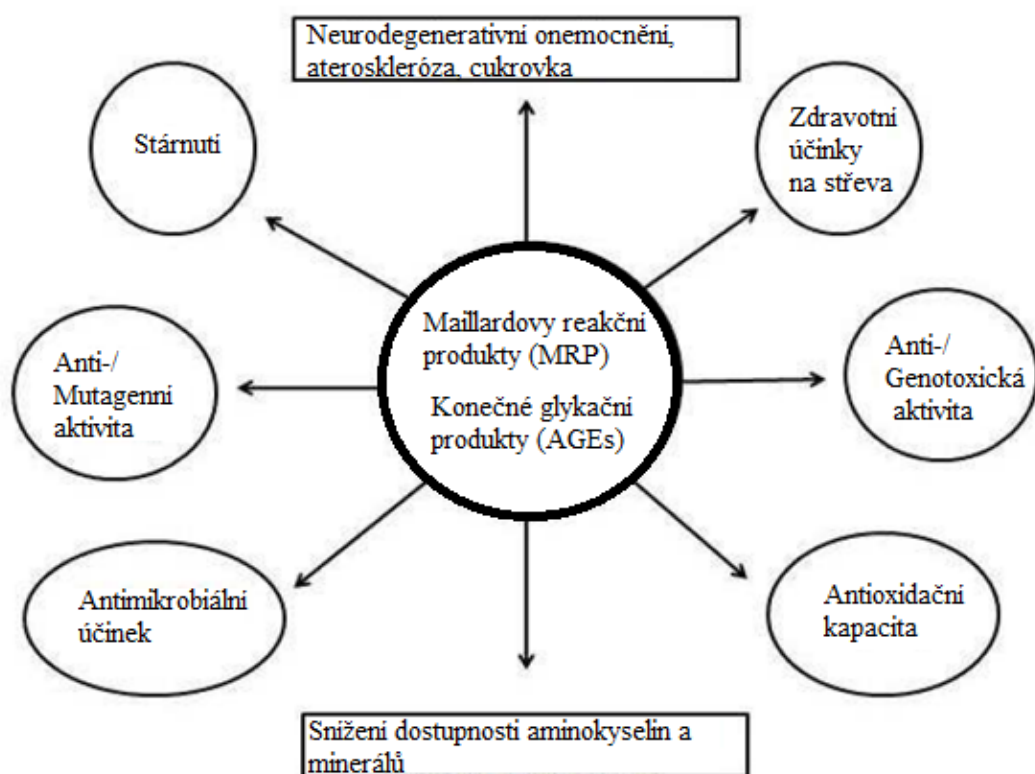 Neurodegenerativní onemocnění,
ateroskleróza, cukrovka
Stárnutí
Zdravotní
účinky
na střeva
Maillardovy reakční
produkty (MRP)
Konečné glykační
produkty (AGEs)
Anti-/
Mutagenní
aktivita
Anti-/
Genotoxická
aktivita
Antimikrobiální
účinek
Antioxidační
kapacita
Snížení dostupnosti aminokyselin a
minerálů